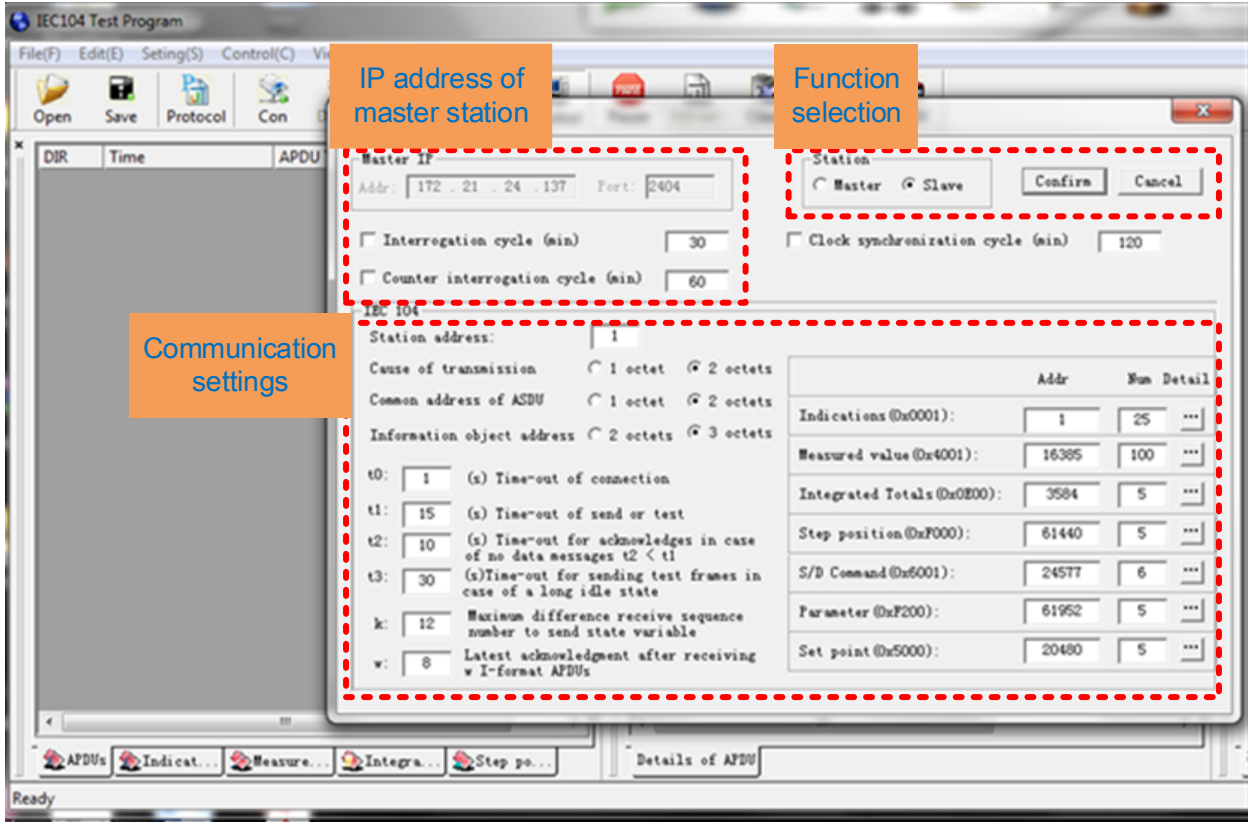 IEC104 Test Program
File(F) Edit(E) Seting(S) Control(C) Vi
Open Save Protocol Con
IP address of
master station
Function
selection
DIR Time APDU
Master IP
Addr: 172 . 21 . 24 . 137 Port: 2404
Station
Master Slave Confirm Cancel
Interrogation cycle (min) 30
Clock synchronization cycle (min) 120
Counter interrogation cycle (min) 60
Communication
settings
IEC 104
Station address: 1
Cause of transmission 1 octet 2 octets
Common address of ASDU 1 octet 2 octets
Information object address 2 octets 3 octets
t0: 1 (s) Time-out of connection
t1: 15 (s) Time-out of send or test
t2: 10 (s) Time-out for acknowledges in case
of no data messages t2 < t1
t3: 30 (s)Time-out for sending test frames in
case of a long idle state
k: 12 Maximum difference receive sequence
number to send state variable
w: 8 Latest acknowledgment after receiving
w I-format APDUs
Addr Num Detail
Indications(0x0001): 1 25 ...
Measured value(0x4001): 16385 100 ...
Integrated Totals(0x0E00): 3584 5 ...
Step position(0xF000): 61440 5 ...
S/D Command(0x6001): 24577 6 ...
Parameter(0xF200): 61952 5 ...
Set point(0x5000): 20480 5 ...
APDUs Indicat... Measure... Integra... Step po... Details of APDU
Ready